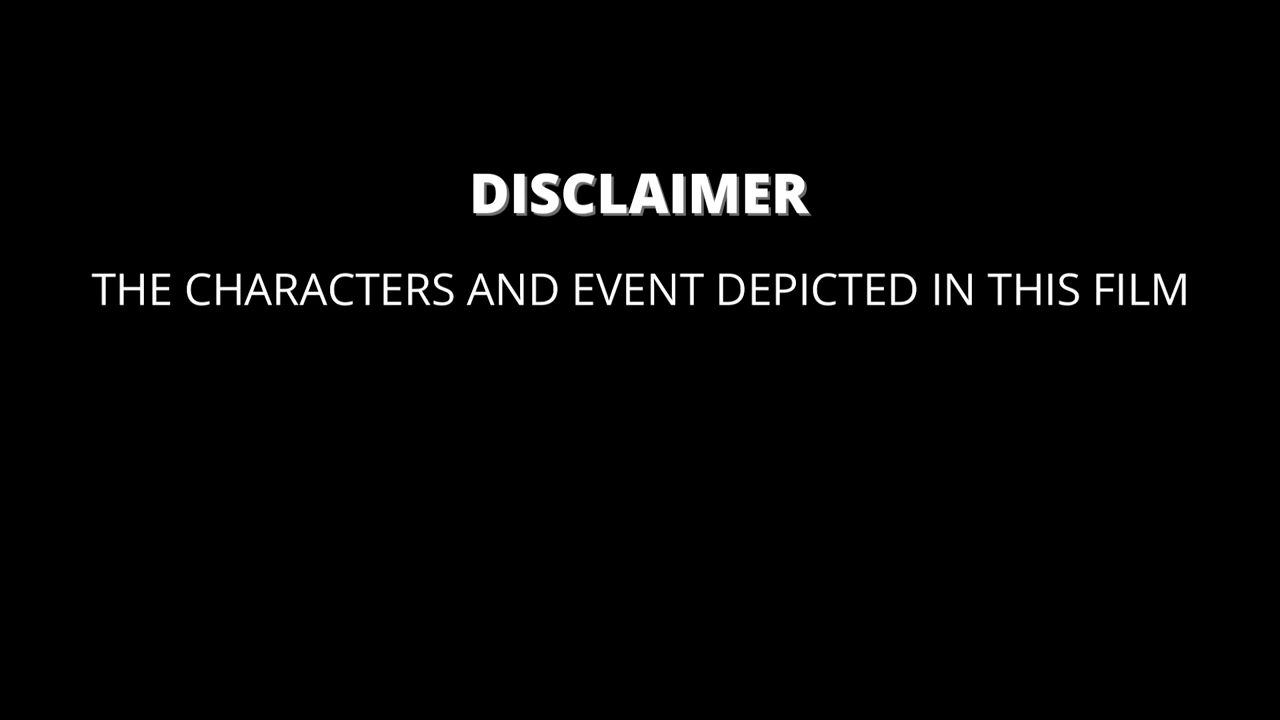 DISCLAIMER
THE CHARACTERS AND EVENT DEPICTED IN THIS FILM